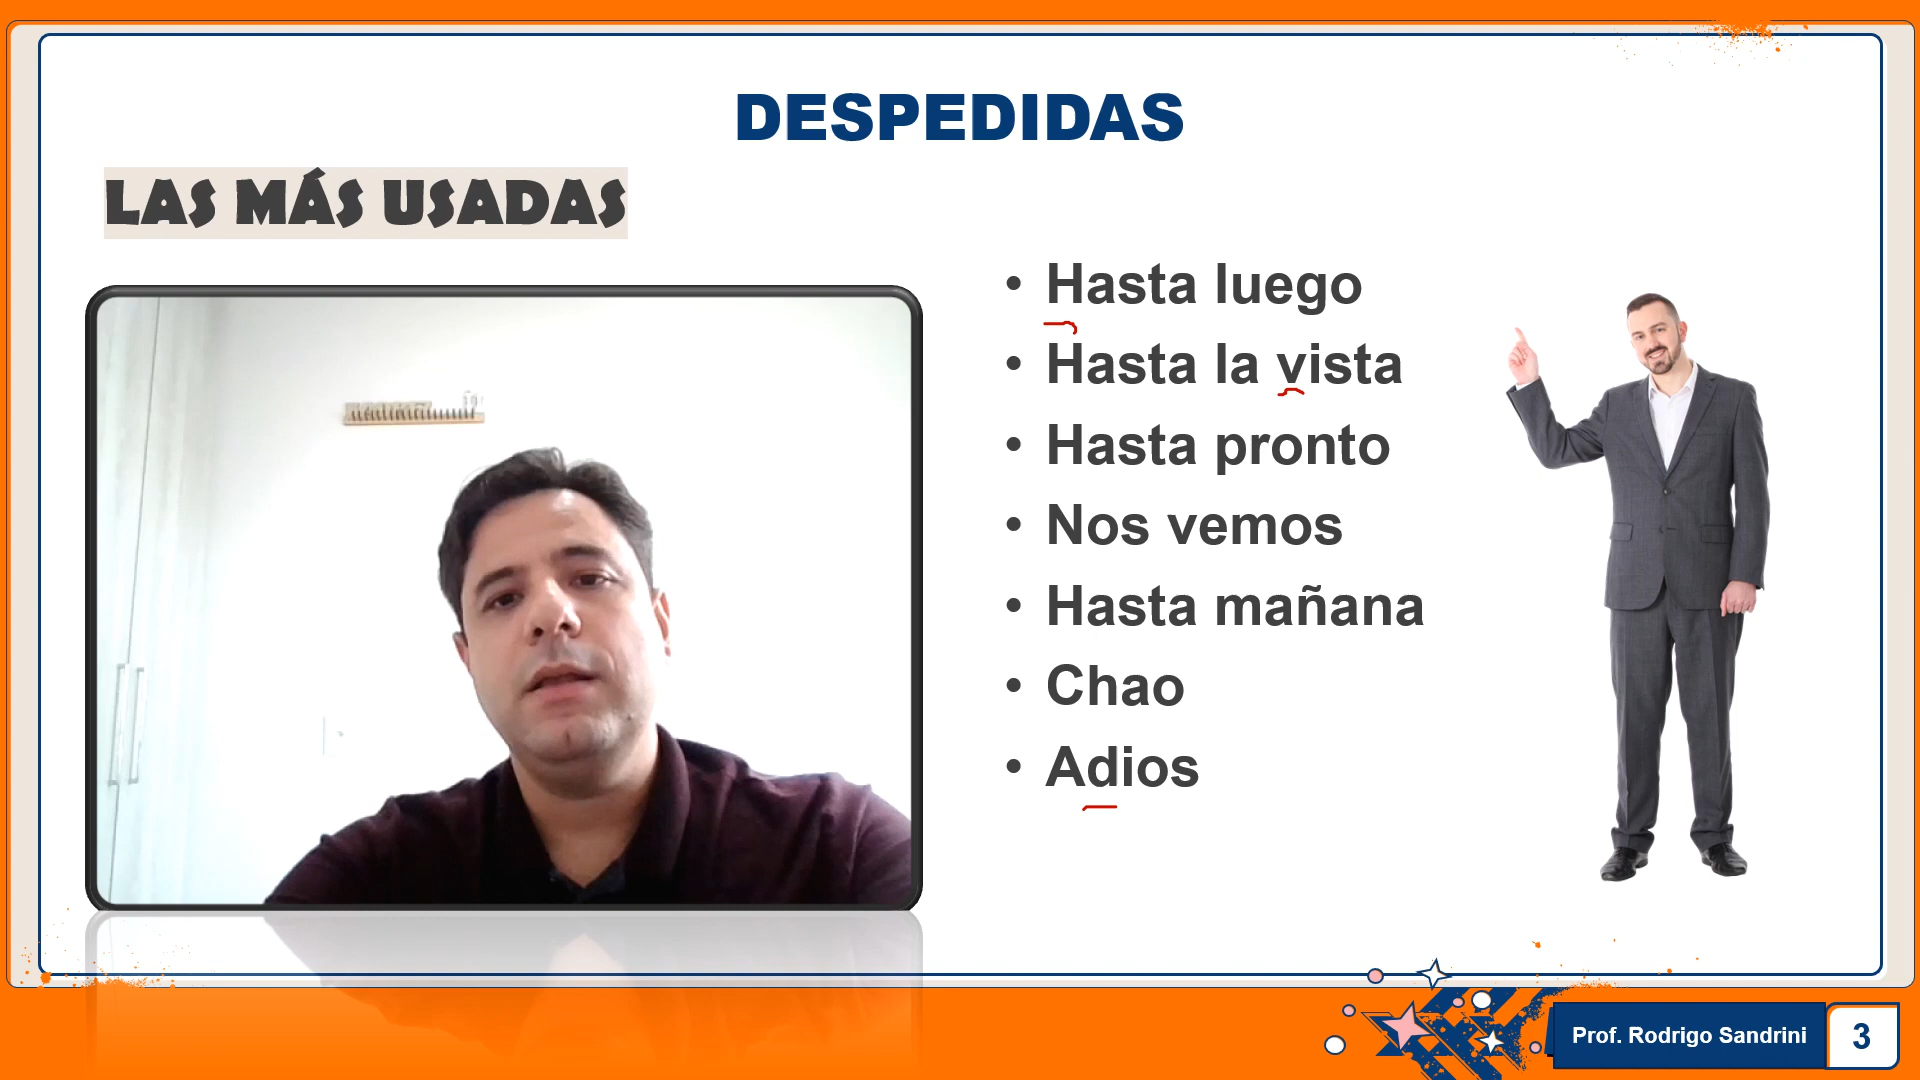 DESPEDIDAS
LAS MÁS USADAS
• Hasta luego
• Hasta la vista
• Hasta pronto
• Nos vemos
• Hasta mañana
• Chao
• Adios
Prof. Rodrigo Sandrini
3